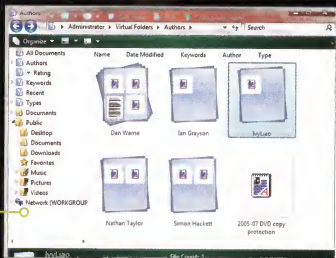 Authors
Administrator ▸ Virtual Folders ▸ Authors
Search
Organize
Name Date Modified Keywords Author Type
All Documents
Authors
Rating
Keywords
Recent
Types
Documents
Public
Desktop
Documents
Downloads
Favorites
Music
Pictures
Videos
Network (WORKGROUP
Dan Warne
Ian Grayson
IvyLiao
Nathan Taylor
Simon Hackett
2005-07 DVD copy
protection
IvyLiao
File Count: 1